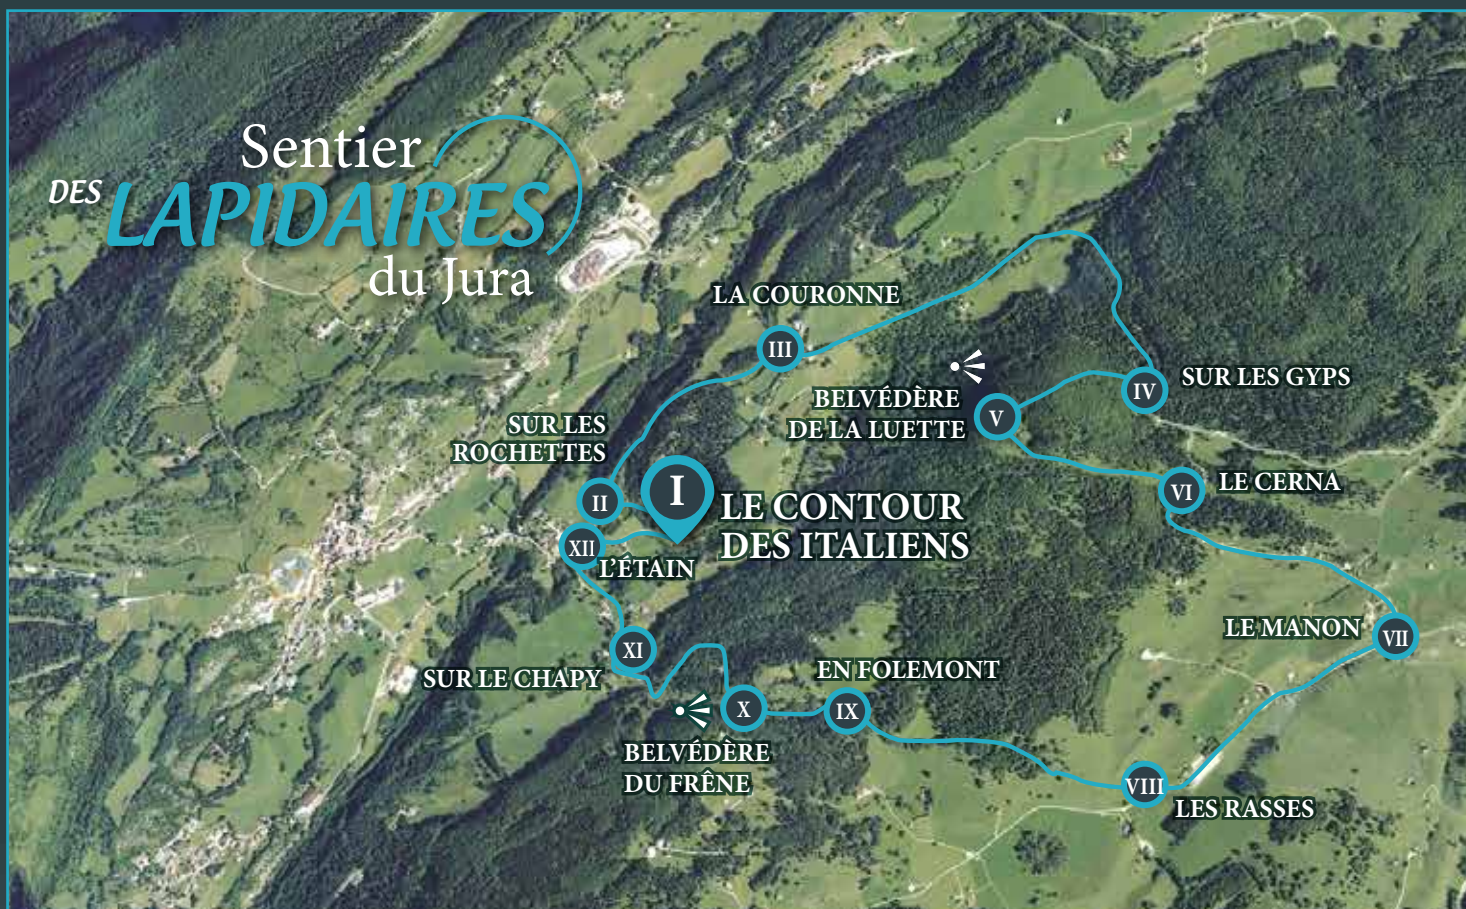 Sentier
DES LAPIDAIRES
du Jura
LA COURONNE
III
SUR LES GYPS
IV
BELVÉDÈRE
DE LA LUETTE
V
SUR LES
ROCHETTES
II
I
LE CONTOUR
DES ITALIENS
LE CERNA
VI
XII
L'ÉTAIN
LE MANON
VII
XI
SUR LE CHAPY
EN FOLEMONT
X
IX
BELVÉDÈRE
DU FRÊNE
VIII
LES RASSES